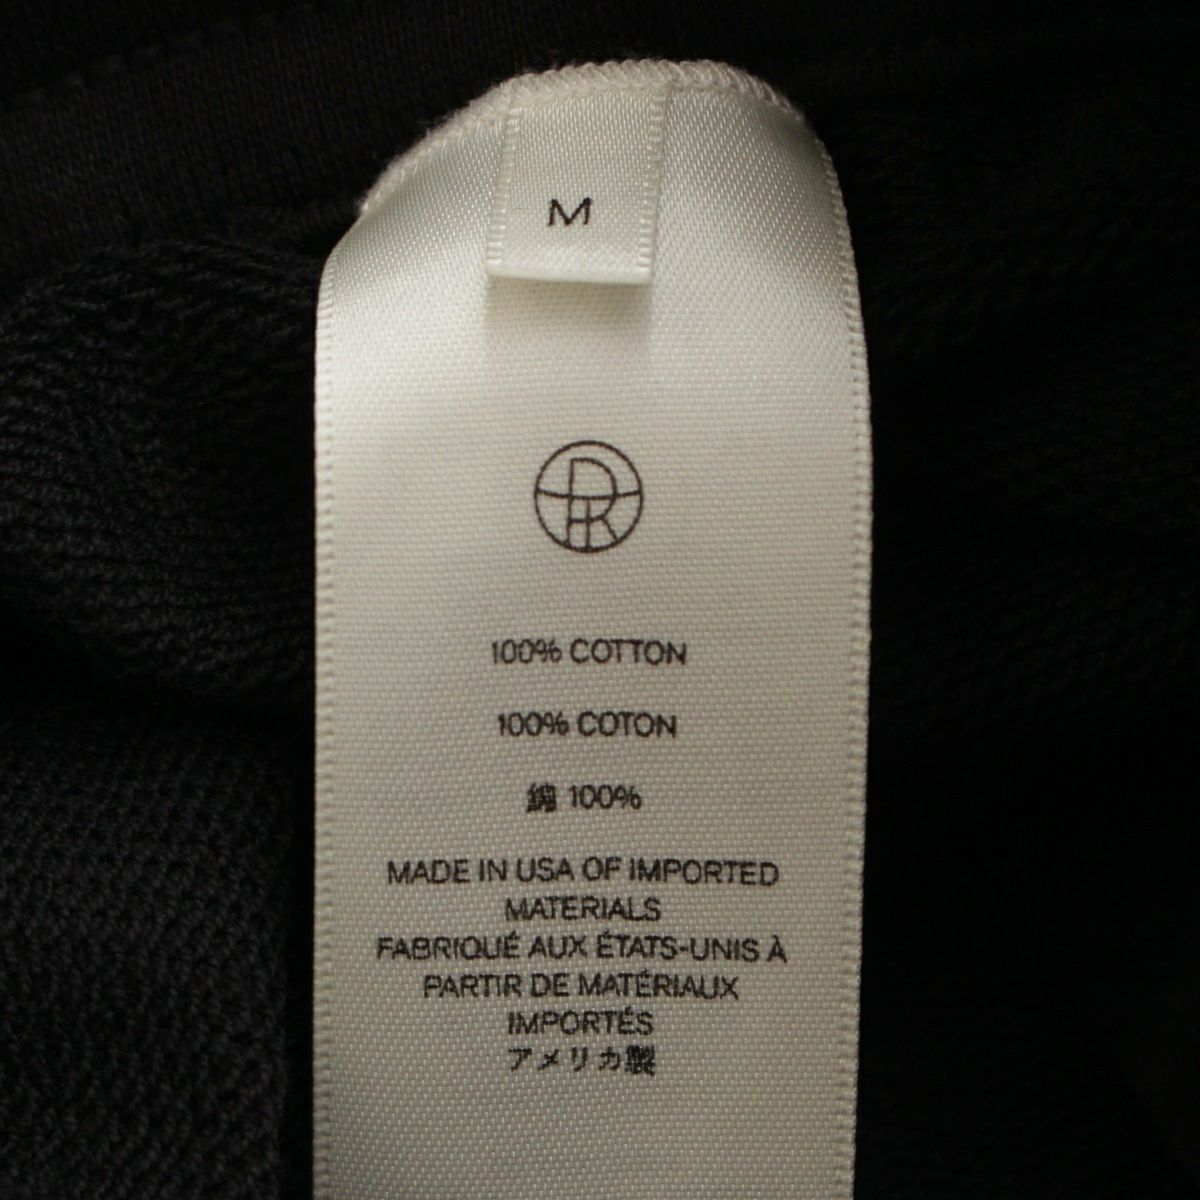 M
100% COTTON
100% COTON
綿 100%
MADE IN USA OF IMPORTED
MATERIALS
FABRIQUÉ AUX ÉTATS-UNIS À
PARTIR DE MATÉRIAUX
IMPORTÉS
アメリカ製